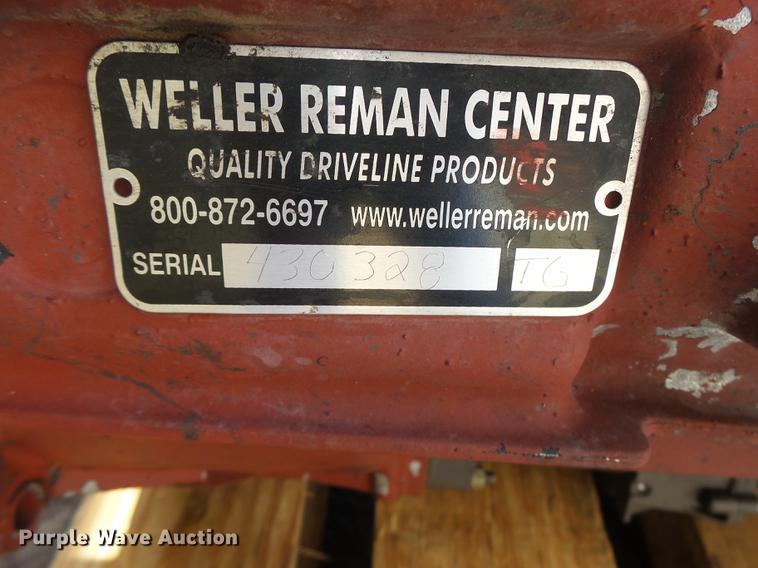 WELLER REMAN CENTER
QUALITY DRIVELINE PRODUCTS
800-872-6697 www.wellerreman.com
SERIAL 430328 TG
Purple Wave Auction